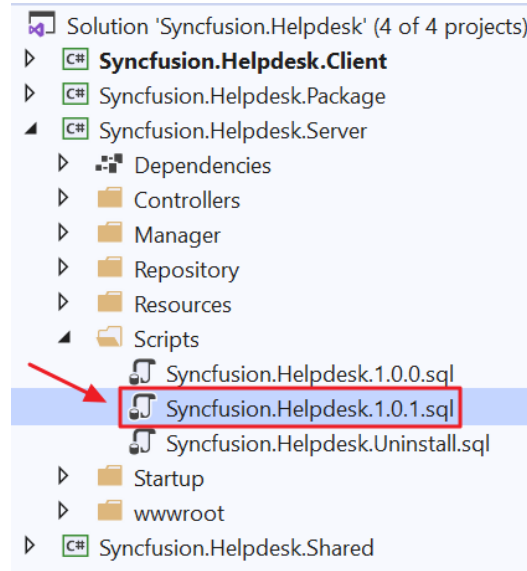 Solution 'Syncfusion.Helpdesk' (4 of 4 projects)
C# Syncfusion.Helpdesk.Client
C# Syncfusion.Helpdesk.Package
C# Syncfusion.Helpdesk.Server
Dependencies
Controllers
Manager
Repository
Resources
Scripts
Syncfusion.Helpdesk.1.0.0.sql
Syncfusion.Helpdesk.1.0.1.sql
Syncfusion.Helpdesk.Uninstall.sql
Startup
wwwroot
C# Syncfusion.Helpdesk.Shared